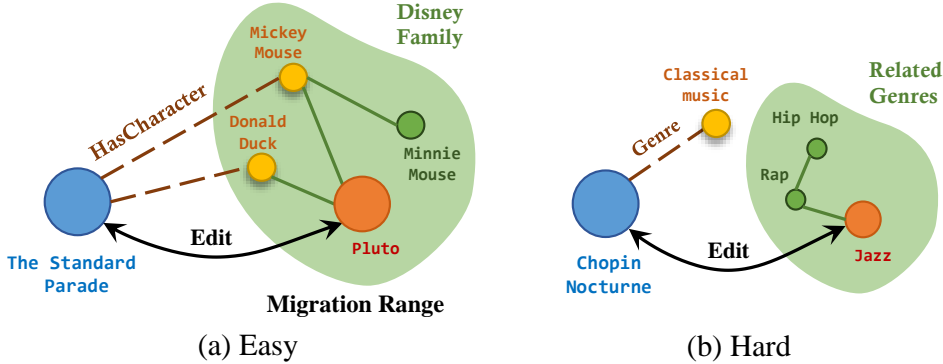 Disney
Family
Mickey
Mouse
HasCharacter
Donald
Duck
Minnie
Mouse
Edit
Pluto
The Standard
Parade
Migration Range
(a) Easy
Classical
music
Related
Genres
Genre
Hip Hop
Rap
Edit
Jazz
Chopin
Nocturne
(b) Hard